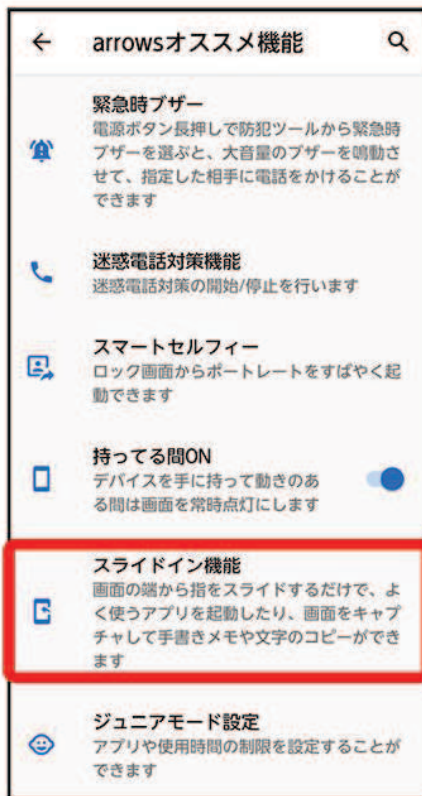 arrowsオススメ機能
緊急時ブザー
電源ボタン長押しで防犯ツールから緊急時
ブザーを選ぶと、大音量のブザーを鳴動さ
せて、指定した相手に電話をかけることが
できます
迷惑電話対策機能
迷惑電話対策の開始/停止を行います
スマートセルフィー
ロック画面からポートレートをすばやく起
動できます
持ってる間ON
デバイスを手に持って動きのあ
る間は画面を常時点灯にします
スライドイン機能
画面の端から指をスライドするだけで、よ
く使うアプリを起動したり、画面をキャプ
チャして手書きメモや文字のコピーができ
ます
ジュニアモード設定
アプリや使用時間の制限を設定することが
できます